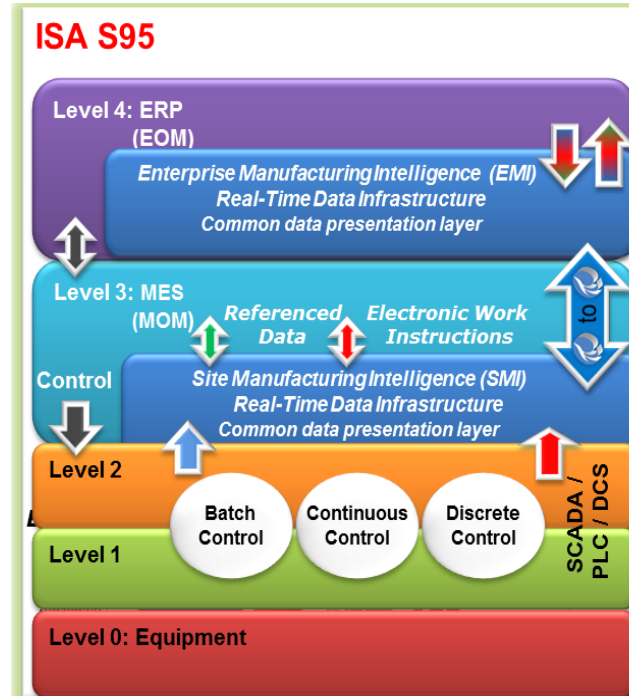 ISA S95
Level 4: ERP
(EOM)
Enterprise Manufacturing Intelligence (EMI)
Real-Time Data Infrastructure
Common data presentation layer
Level 3: MES
(MOM)
Referenced
Data
Electronic Work
Instructions
to
Control
Site Manufacturing Intelligence (SMI)
Real-Time Data Infrastructure
Common data presentation layer
Level 2
Batch
Control
Continuous
Control
Discrete
Control
SCADA /
PLC / DCS
Level 1
Level 0: Equipment